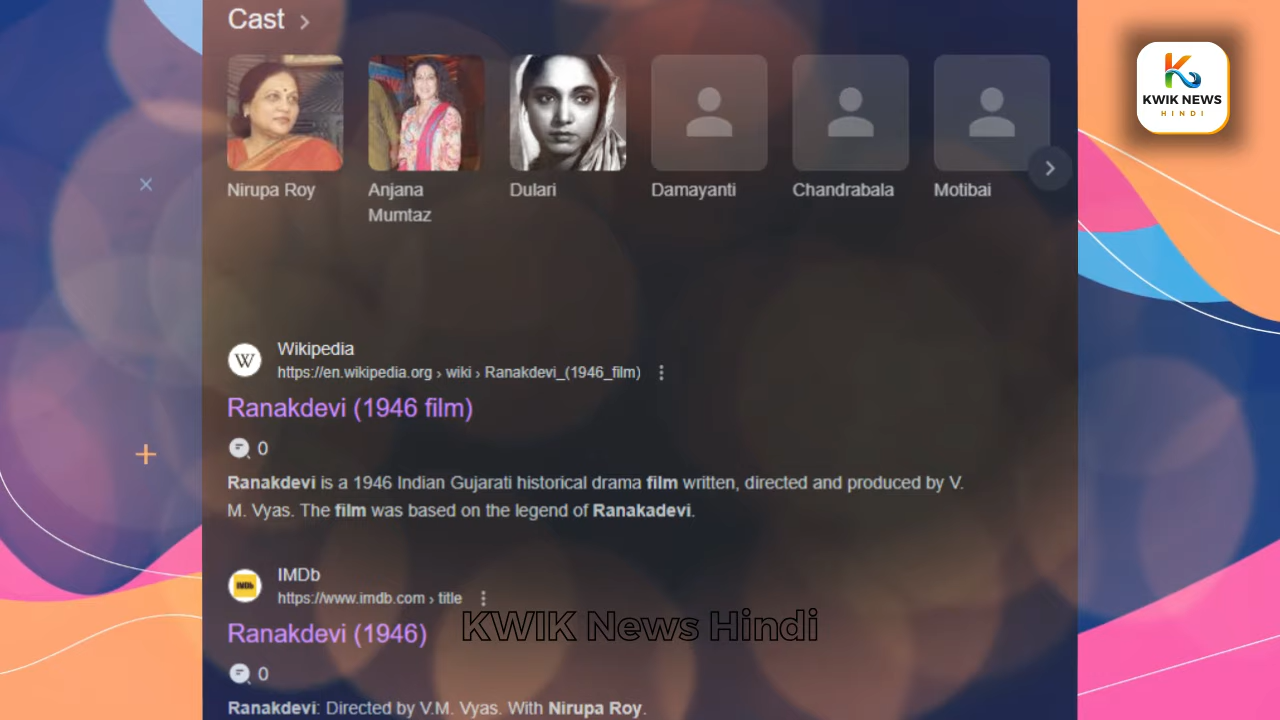 Cast
KWIK NEWS
HINDI
Nirupa Roy
Anjana
Mumtaz
Dulari
Damayanti
Chandrabala
Motibai
W
Wikipedia
https://en.wikipedia.org › wiki › Ranakdevi_(1946_film)
Ranakdevi (1946 film)
0
Ranakdevi is a 1946 Indian Gujarati historical drama film written, directed and produced by V.
M. Vyas. The film was based on the legend of Ranakadevi.
IMDb
IMDb
https://www.imdb.com › title
Ranakdevi (1946)
KWIK News Hindi
0
Ranakdevi: Directed by V.M. Vyas. With Nirupa Roy.